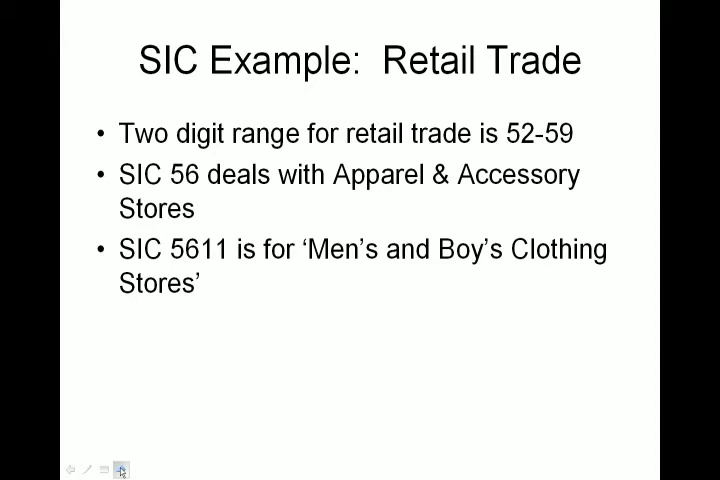 SIC Example:  Retail Trade
• Two digit range for retail trade is 52-59
• SIC 56 deals with Apparel & Accessory
Stores
• SIC 5611 is for ‘Men’s and Boy’s Clothing
Stores’